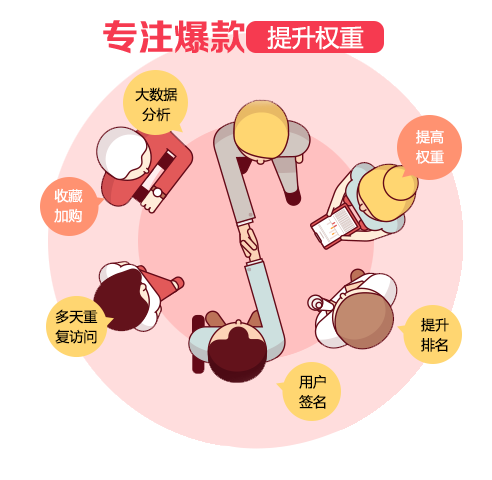 专注爆款 提升权重
大数据
分析
提高
权重
收藏
加购
多天重
复访问
提升
排名
用户
签名